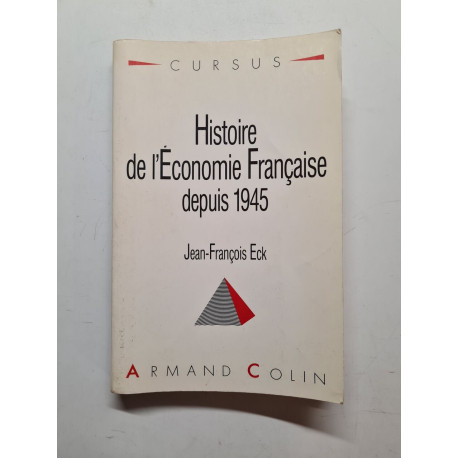 CURSUS
Histoire
de l'Économie Française
depuis 1945
Jean-François Eck
ARMAND COLIN